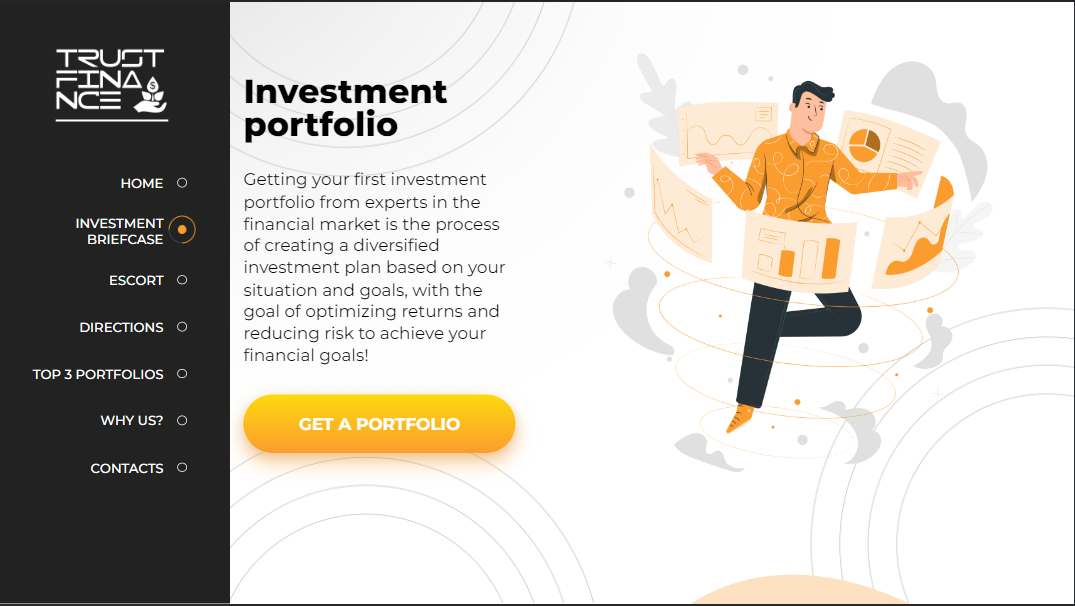 TRUST
FINA
NCE
HOME
INVESTMENT
BRIEFCASE
ESCORT
DIRECTIONS
TOP 3 PORTFOLIOS
WHY US?
CONTACTS
Investment
portfolio
Getting your first investment
portfolio from experts in the
financial market is the process
of creating a diversified
investment plan based on your
situation and goals, with the
goal of optimizing returns and
reducing risk to achieve your
financial goals!
GET A PORTFOLIO
$